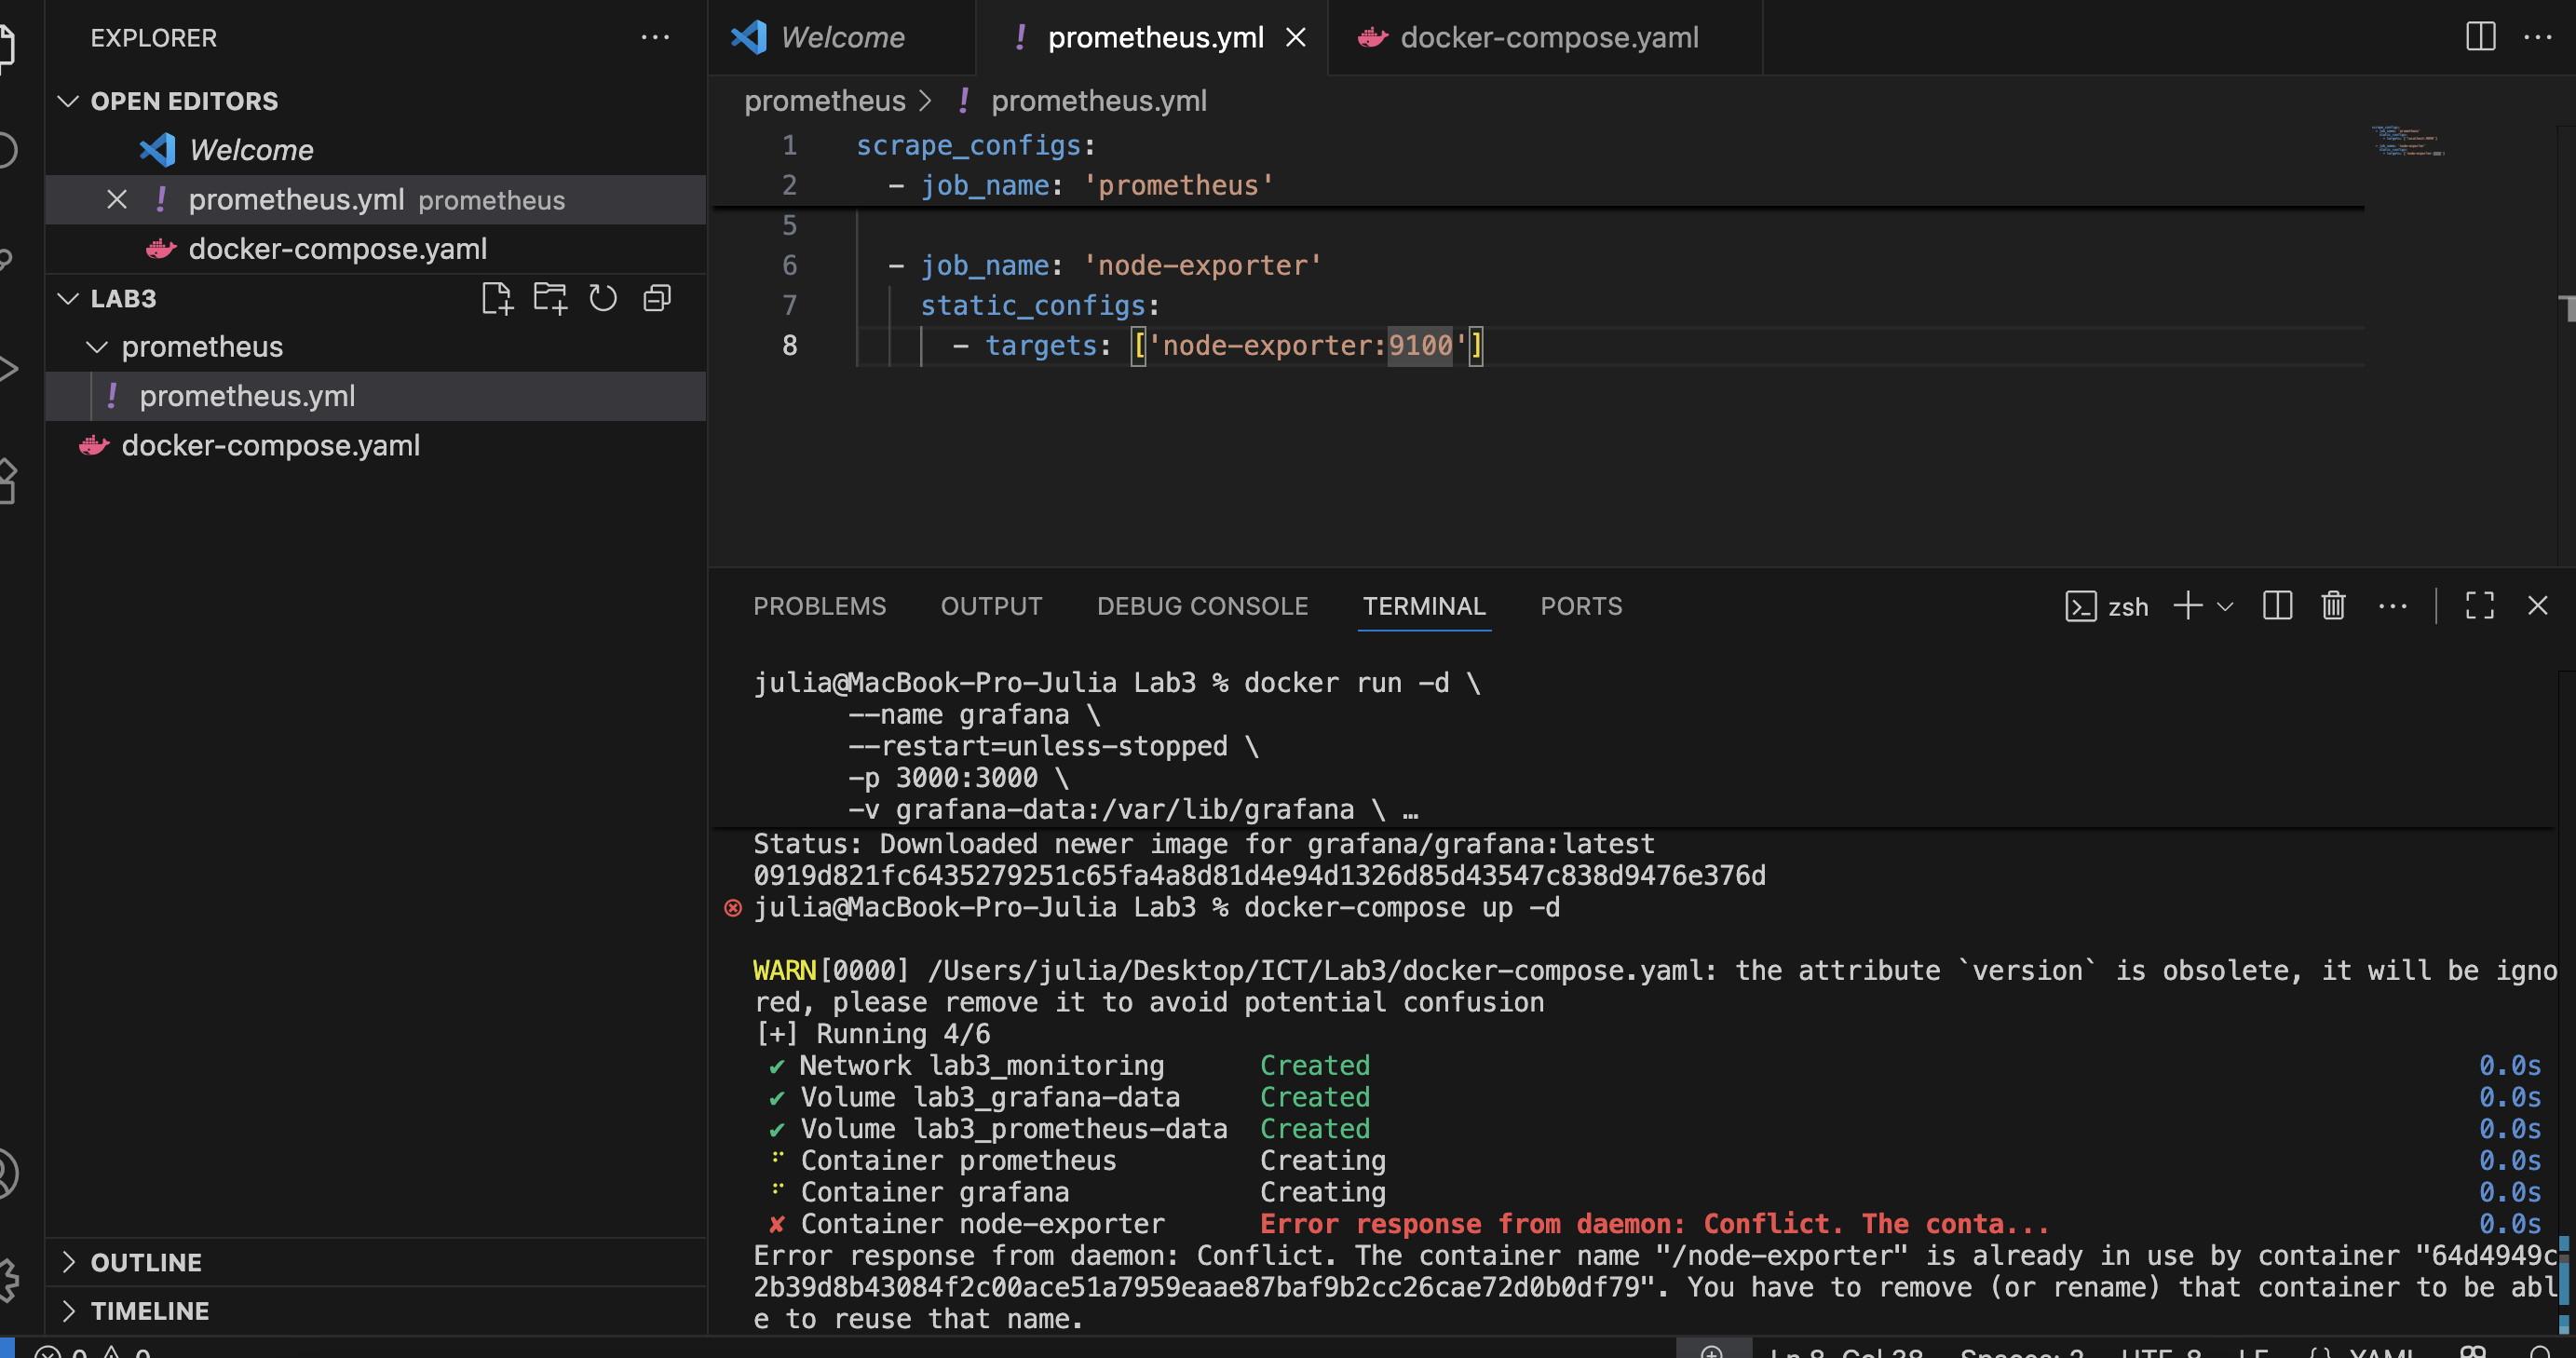 EXPLORER
OPEN EDITORS
Welcome
prometheus.yml prometheus
docker-compose.yaml
LAB3
prometheus
prometheus.yml
docker-compose.yaml
OUTLINE
TIMELINE
Welcome
prometheus.yml
docker-compose.yaml
prometheus > ! prometheus.yml
1 scrape_configs:
2 - job_name: 'prometheus'
5
6 - job_name: 'node-exporter'
7 static_configs:
8 - targets: ['node-exporter:9100']
PROBLEMS OUTPUT DEBUG CONSOLE TERMINAL PORTS
zsh
julia@MacBook-Pro-Julia Lab3 % docker run -d \
--name grafana \
--restart=unless-stopped \
-p 3000:3000 \
-v grafana-data:/var/lib/grafana \ …
Status: Downloaded newer image for grafana/grafana:latest
0919d821fc6435279251c65fa4a8d81d4e94d1326d85d43547c838d9476e376d
julia@MacBook-Pro-Julia Lab3 % docker-compose up -d
WARN[0000] /Users/julia/Desktop/ICT/Lab3/docker-compose.yaml: the attribute `version` is obsolete, it will be igno
red, please remove it to avoid potential confusion
[+] Running 4/6
✔ Network lab3_monitoring Created 0.0s
✔ Volume lab3_grafana-data Created 0.0s
✔ Volume lab3_prometheus-data Created 0.0s
Container prometheus Creating 0.0s
Container grafana Creating 0.0s
✘ Container node-exporter Error response from daemon: Conflict. The conta... 0.0s
Error response from daemon: Conflict. The container name "/node-exporter" is already in use by container "64d4949c
2b39d8b43084f2c00ace51a7959eaae87baf9b2cc26cae72d0b0df79". You have to remove (or rename) that container to be abl
e to reuse that name.
0 0 Ln 8, Col 38 Spaces: 2 UTF-8 LF {} YAML